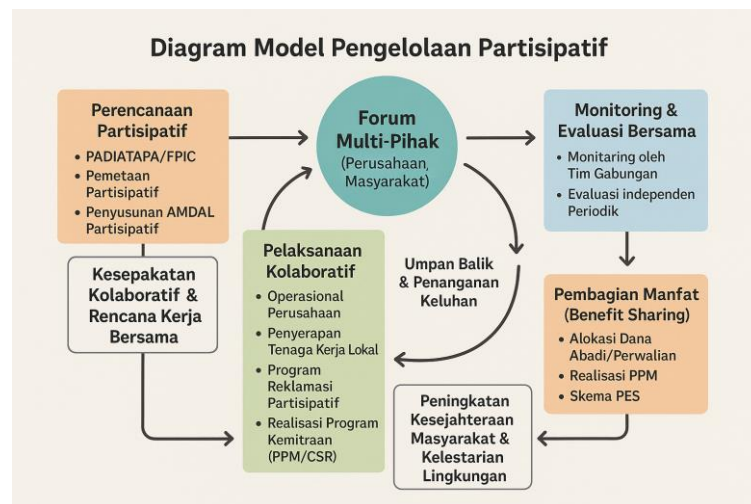 Diagram Model Pengelolaan Partisipatif
Perencanaan
Partisipatif
• PADIATAPA/FPIC
• Pemetaan
Partisipatif
• Penyusunan AMDAL
Partisipatif
Kesepakatan
Kolaboratif &
Rencana Kerja
Bersama
Forum
Multi-Pihak
(Perusahaan,
Masyarakat)
Pelaksanaan
Kolaboratif
• Operasional
Perusahaan
• Penyerapan
Tenaga Kerja Lokal
• Program
Reklamasi
Partisipatif
• Realisasi Program
Kemitraan
(PPM/CSR)
Umpan Balik
& Penanganan
Keluhan
Monitoring &
Evaluasi Bersama
• Monitaring oleh
Tim Gabungan
• Evaluasi independen
Periodik
Pembagian Manfat
(Benefit Sharing)
• Alokasi Dana
Abadi/Perwalian
• Realisasi PPM
• Skema PES
Peningkatan
Kesejahteraan
Masyarakat &
Kelestarian
Lingkungan